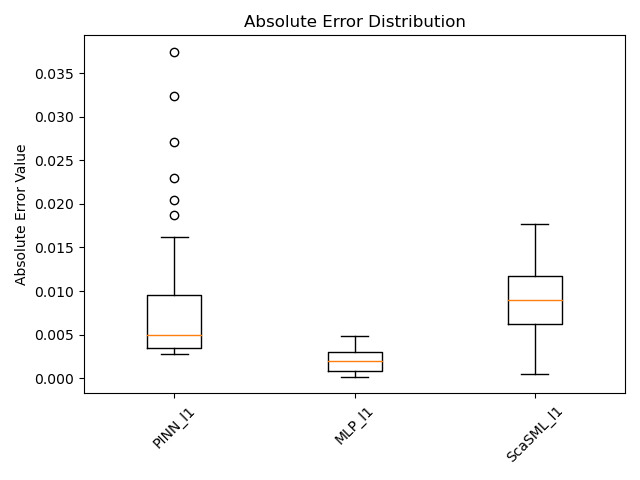 Absolute Error Distribution
Absolute Error Value
0.035
0.030
0.025
0.020
0.015
0.010
0.005
0.000
PINN_l1
MLP_l1
ScaSML_l1